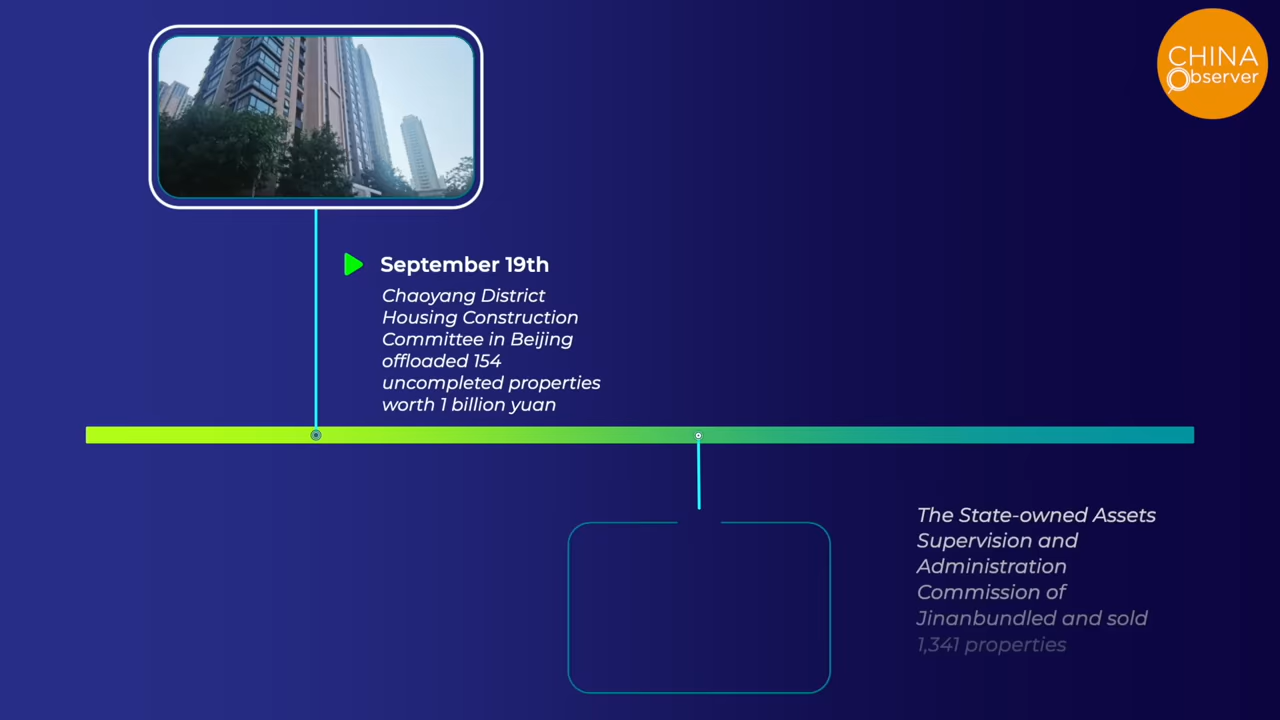 CHINA
Observer
September 19th
Chaoyang District
Housing Construction
Committee in Beijing
offloaded 154
uncompleted properties
worth 1 billion yuan
The State-owned Assets
Supervision and
Administration
Commission of
Jinanbundled and sold
1,341 properties